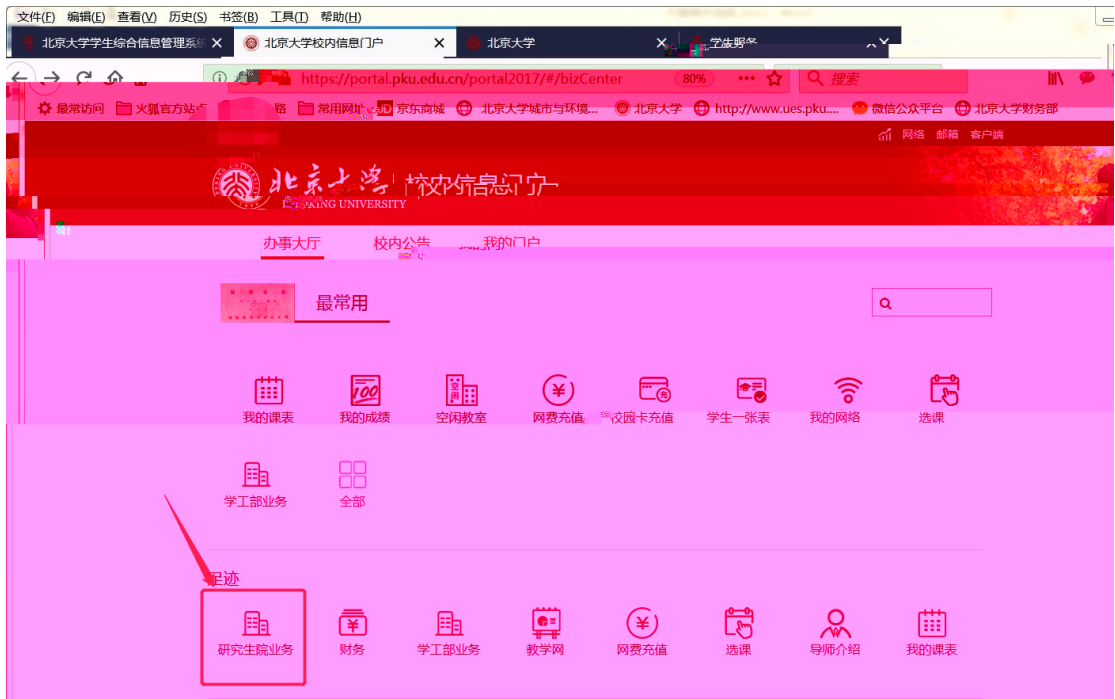 文件(F) 编辑(E) 查看(V) 历史(S) 书签(B) 工具(T) 帮助(H)
北京大学学生综合信息管理系统 × 北京大学校内信息门户 × 北京大学 ×
https://portal.pku.edu.cn/portal2017/#/bizCenter 80% 搜索
最常访问 火狐官方站点 常用网址 JD 京东商城 北京大学城市与环境... 北京大学 http://www.ues.pku.... 微信公众平台 北京大学财务部
网络 邮箱 客户端
北京大学 校内信息门户
PEKING UNIVERSITY
办事大厅 校内公告 我的门户
最常用
我的课表 我的成绩 空闲教室 网费充值 校园卡充值 学生一张表 我的网络 选课
学工部业务 全部
足迹
研究生院业务 财务 学工部业务 教学网 网费充值 选课 导师介绍 我的课表